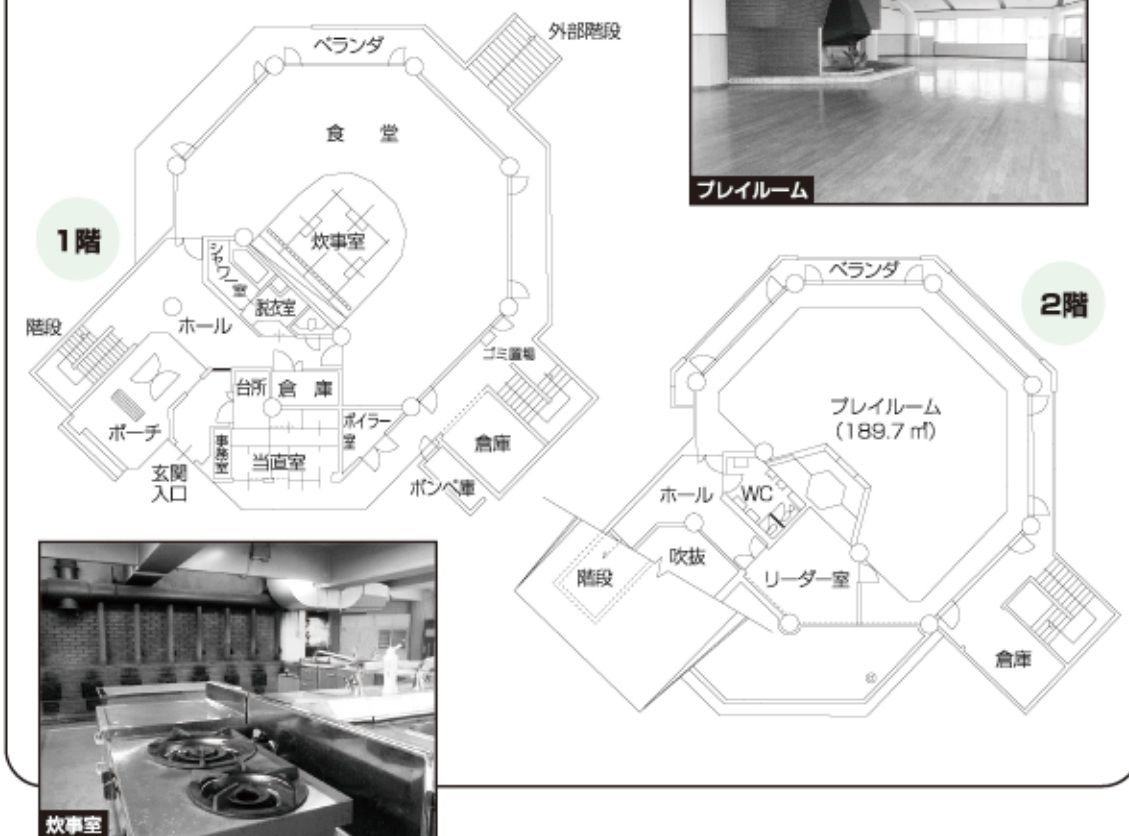 プレイルーム
1階
ベランダ
外部階段
食 堂
炊事室
シャワー室
脱衣室
階段
ホール
ゴミ置場
台所
倉 庫
ポーチ
事務室
当直室
ボイラー室
倉庫
ボンベ庫
玄関
入口
2階
ベランダ
プレイルーム
(189.7 ㎡)
ホール
WC
吹抜
階段
リーダー室
倉庫
炊事室